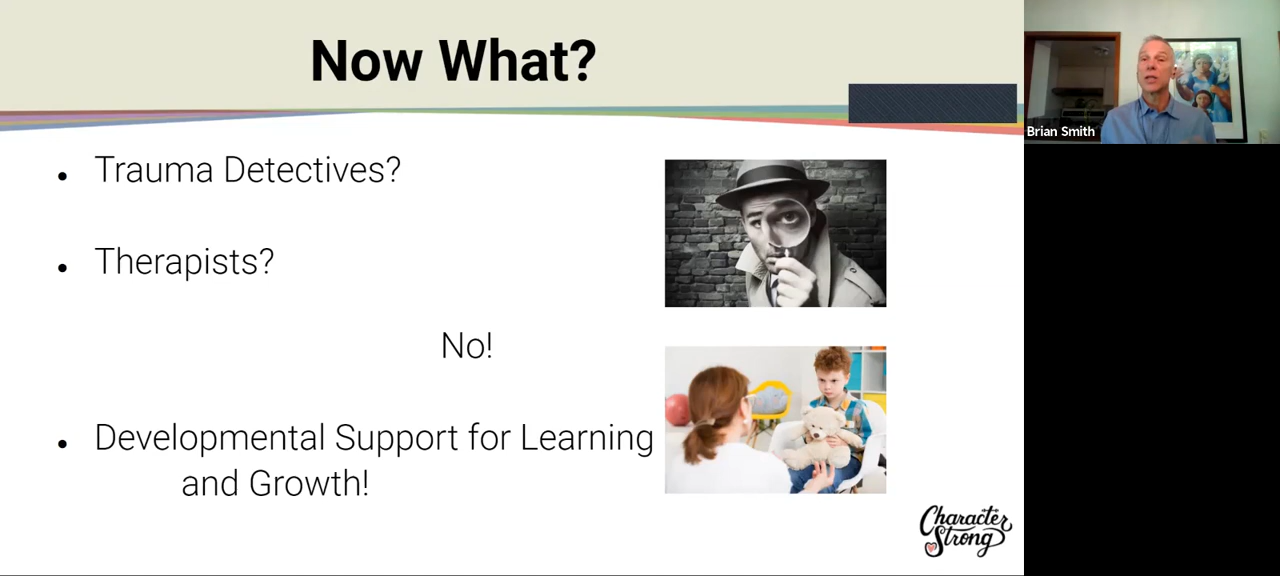 Now What?
Brian Smith
Trauma Detectives?
Therapists?
No!
Developmental Support for Learning
and Growth!
Character
Strong